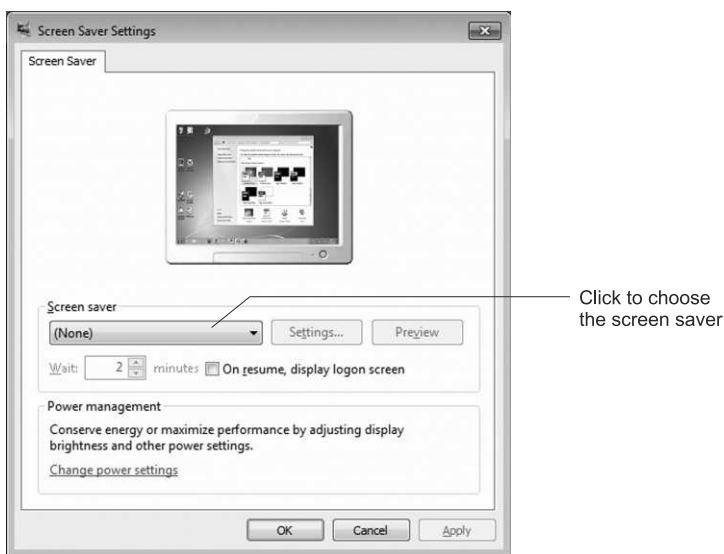 Screen Saver Settings
Screen Saver
Screen saver
(None)
Settings...
Preview
Wait:
2
minutes
On resume, display logon screen
Click to choose
the screen saver
Power management
Conserve energy or maximize performance by adjusting display
brightness and other power settings.
Change power settings
OK
Cancel
Apply